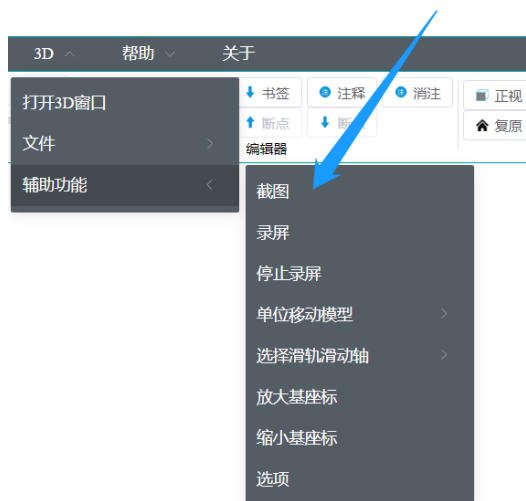 3D 帮助 关于
书签 注释 消注 正视
断点 复原
编辑器
打开3D窗口
文件
辅助功能
截图
录屏
停止录屏
单位移动模型
选择滑轨滑动轴
放大基座标
缩小基座标
选项